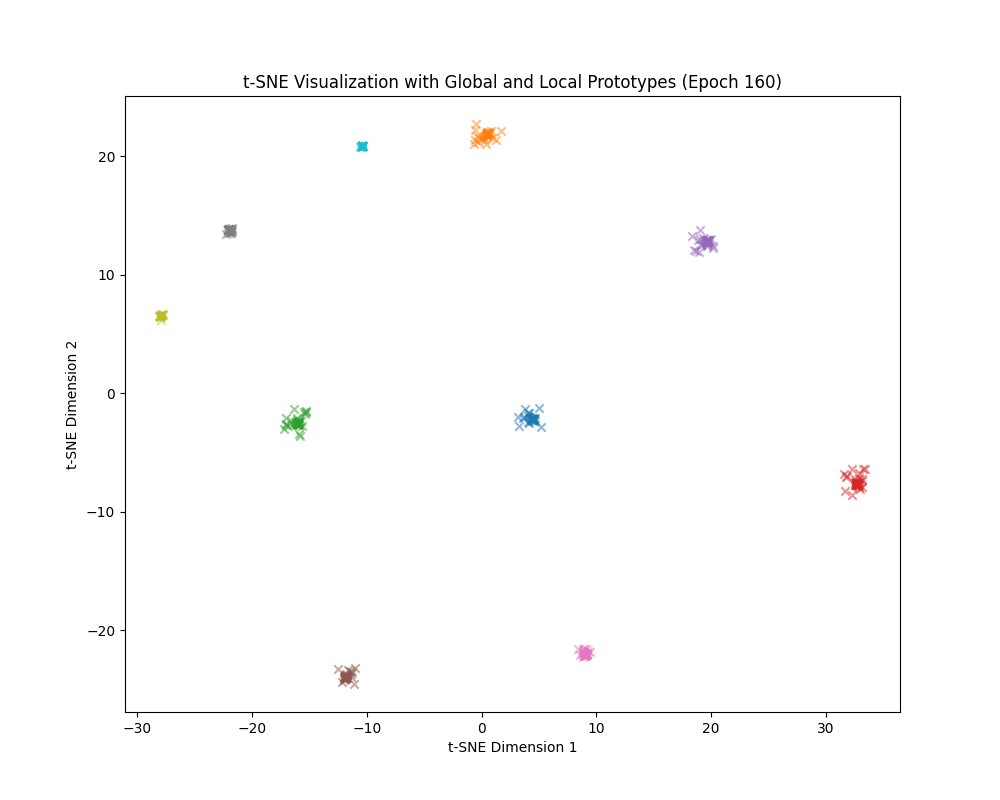 t-SNE Visualization with Global and Local Prototypes (Epoch 160)
20
10
0
−10
−20
t-SNE Dimension 2
−30 −20 −10 0 10 20 30
t-SNE Dimension 1